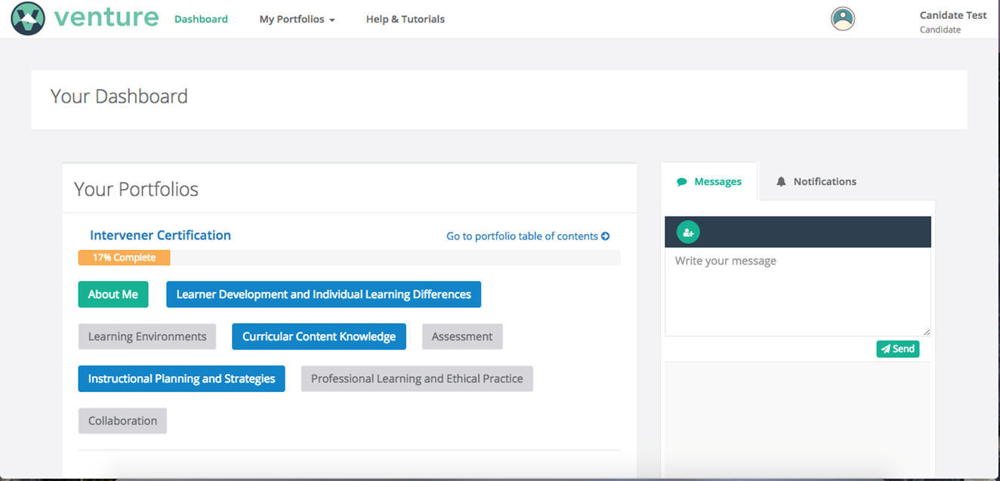 venture Dashboard My Portfolios Help & Tutorials Canidate Test
Candidate
Your Dashboard
Your Portfolios
Intervener Certification Go to portfolio table of contents
17% Complete
About Me Learner Development and Individual Learning Differences
Learning Environments Curricular Content Knowledge Assessment
Instructional Planning and Strategies Professional Learning and Ethical Practice
Collaboration
Messages Notifications
Write your message
Send